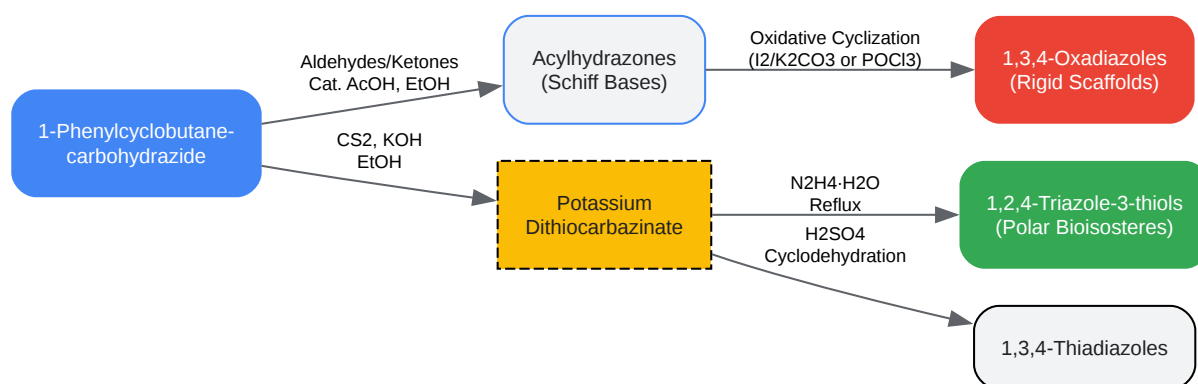 1-Phenylcyclobutane-
carbohydrazide
Aldehydes/Ketones
Cat. AcOH, EtOH
CS2, KOH
EtOH
Acylhydrazones
(Schiff Bases)
Potassium
Dithiocarbazinate
Oxidative Cyclization
(I2/K2CO3 or POCl3)
N2H4·H2O
Reflux
H2SO4
Cyclodehydration
1,3,4-Oxadiazoles
(Rigid Scaffolds)
1,2,4-Triazole-3-thiols
(Polar Bioisosteres)
1,3,4-Thiadiazoles